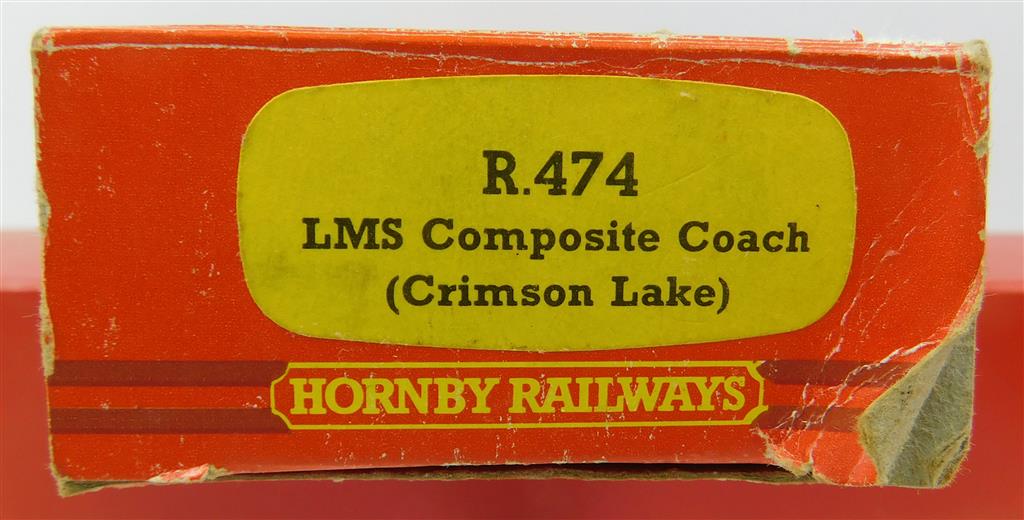 R.474
LMS Composite Coach
(Crimson Lake)
HORNBY RAILWAYS